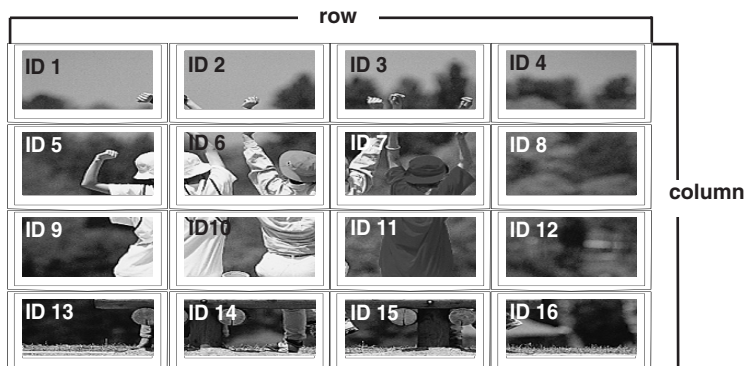 row
ID 1 ID 2 ID 3 ID 4
ID 5 ID 6 ID 7 ID 8
column
ID 9 ID10 ID 11 ID 12
ID 13 ID 14 ID 15 ID 16